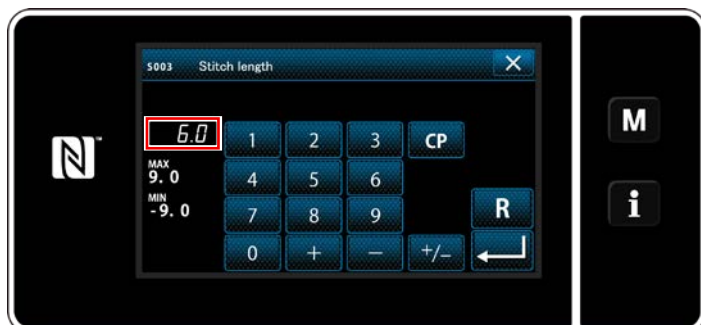 S003 Stitch length
6.0
1 2 3 CP
MAX
9.0
4 5 6
MIN
-9.0
7 8 9 R
0 + − +/−
M
i
N
™